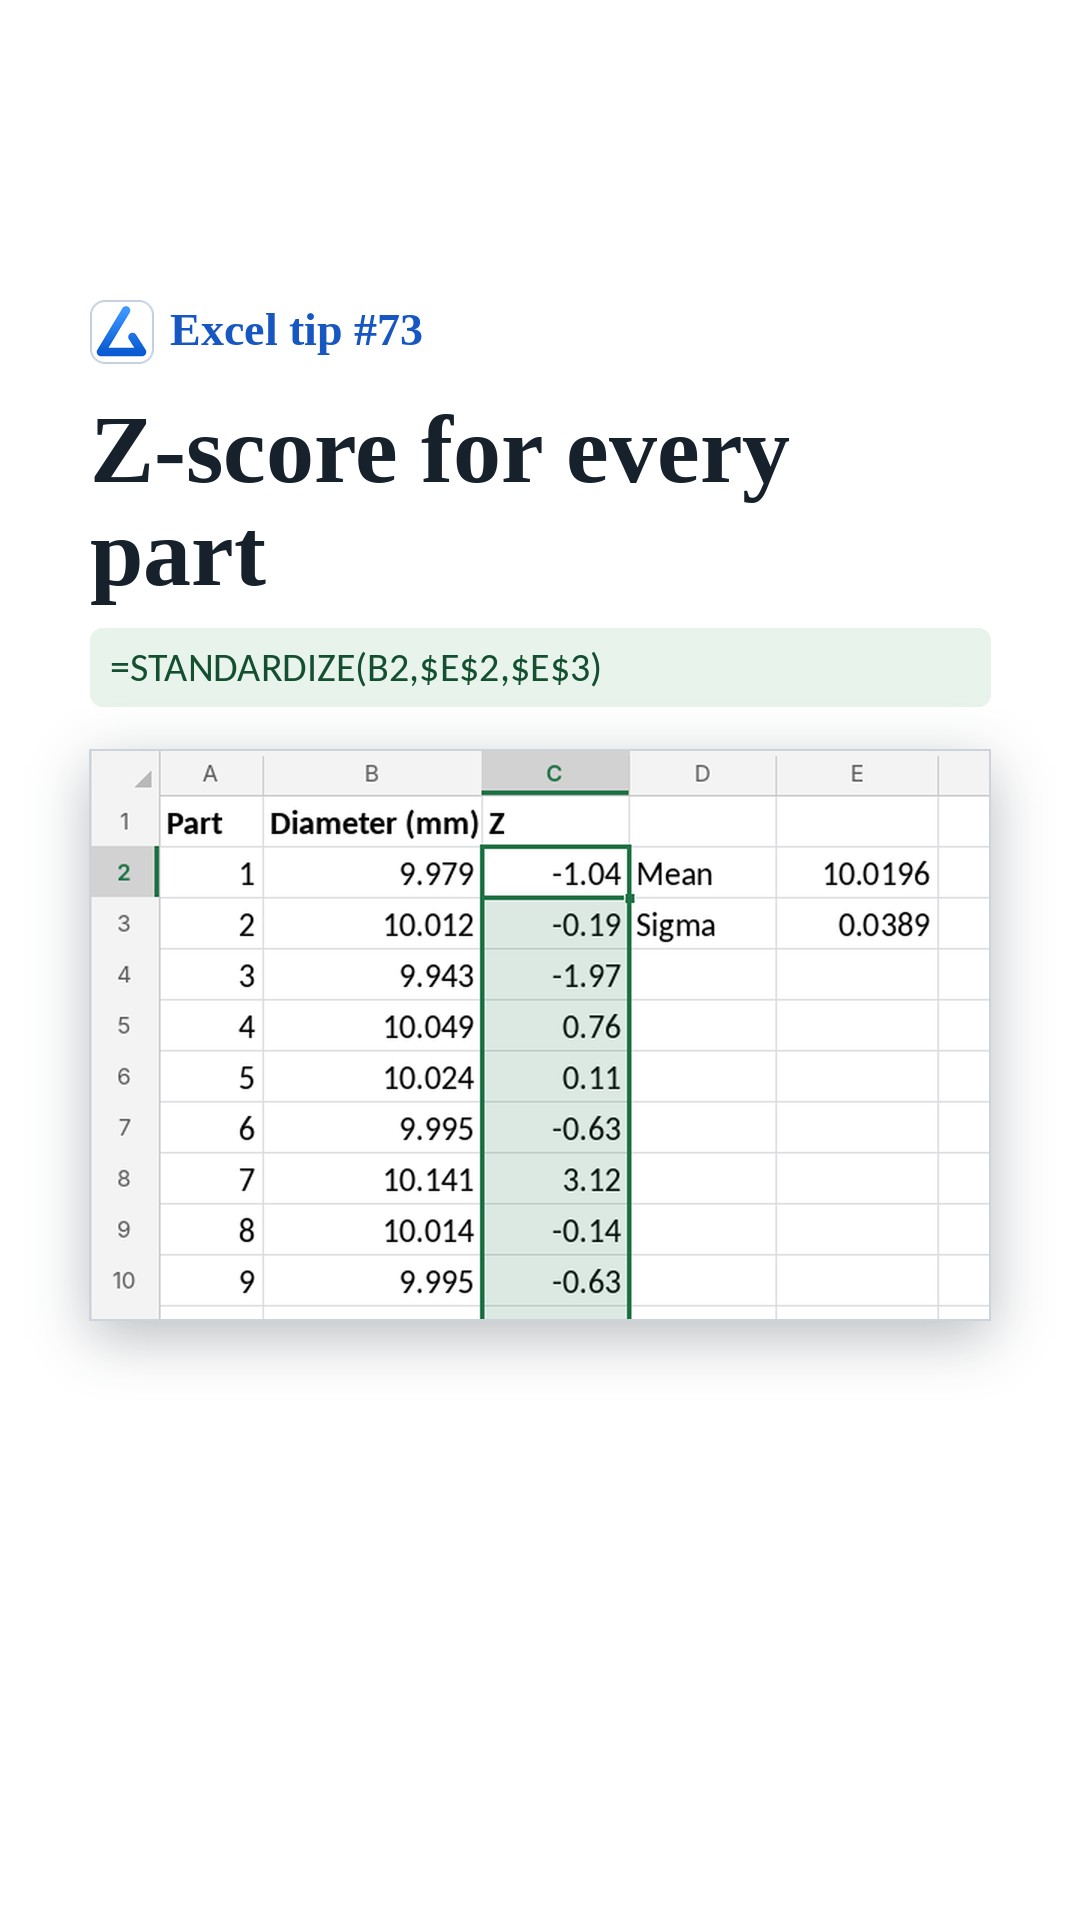 Excel tip #73
Z-score for every
part
=STANDARDIZE(B2,$E$2,$E$3)
A B C D E
1 Part Diameter (mm) Z
2 1 9.979 -1.04 Mean 10.0196
3 2 10.012 -0.19 Sigma 0.0389
4 3 9.943 -1.97
5 4 10.049 0.76
6 5 10.024 0.11
7 6 9.995 -0.63
8 7 10.141 3.12
9 8 10.014 -0.14
10 9 9.995 -0.63